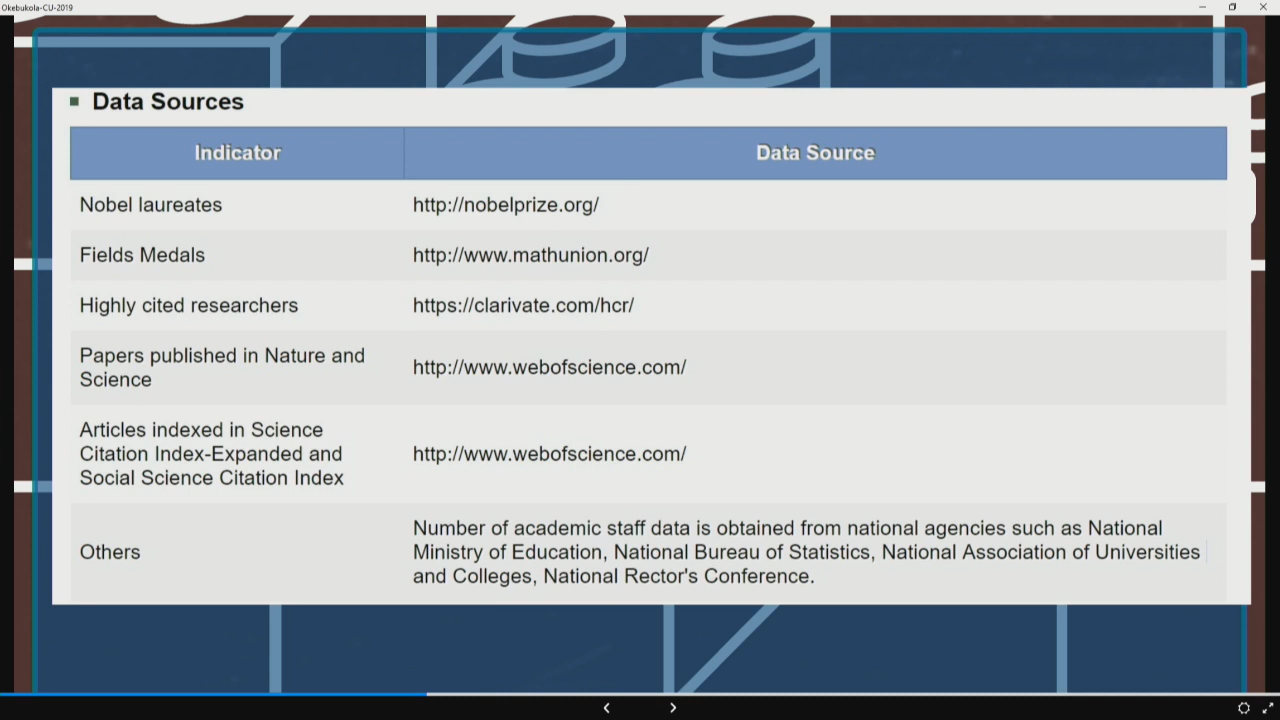 Okebukola-CU-2019
Data Sources
Indicator
Data Source
Nobel laureates
http://nobelprize.org/
Fields Medals
http://www.mathunion.org/
Highly cited researchers
https://clarivate.com/hcr/
Papers published in Nature and
Science
http://www.webofscience.com/
Articles indexed in Science
Citation Index-Expanded and
Social Science Citation Index
http://www.webofscience.com/
Others
Number of academic staff data is obtained from national agencies such as National
Ministry of Education, National Bureau of Statistics, National Association of Universities
and Colleges, National Rector's Conference.